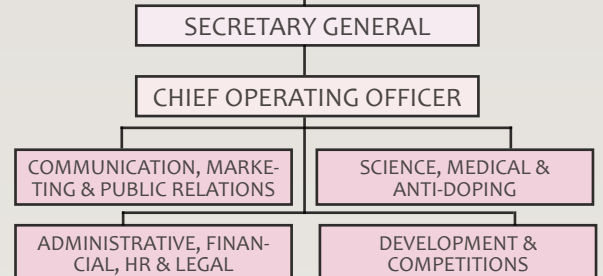 SECRETARY GENERAL
CHIEF OPERATING OFFICER
COMMUNICATION, MARKE-
TING & PUBLIC RELATIONS
SCIENCE, MEDICAL &
ANTI-DOPING
ADMINISTRATIVE, FINAN-
CIAL, HR & LEGAL
DEVELOPMENT &
COMPETITIONS